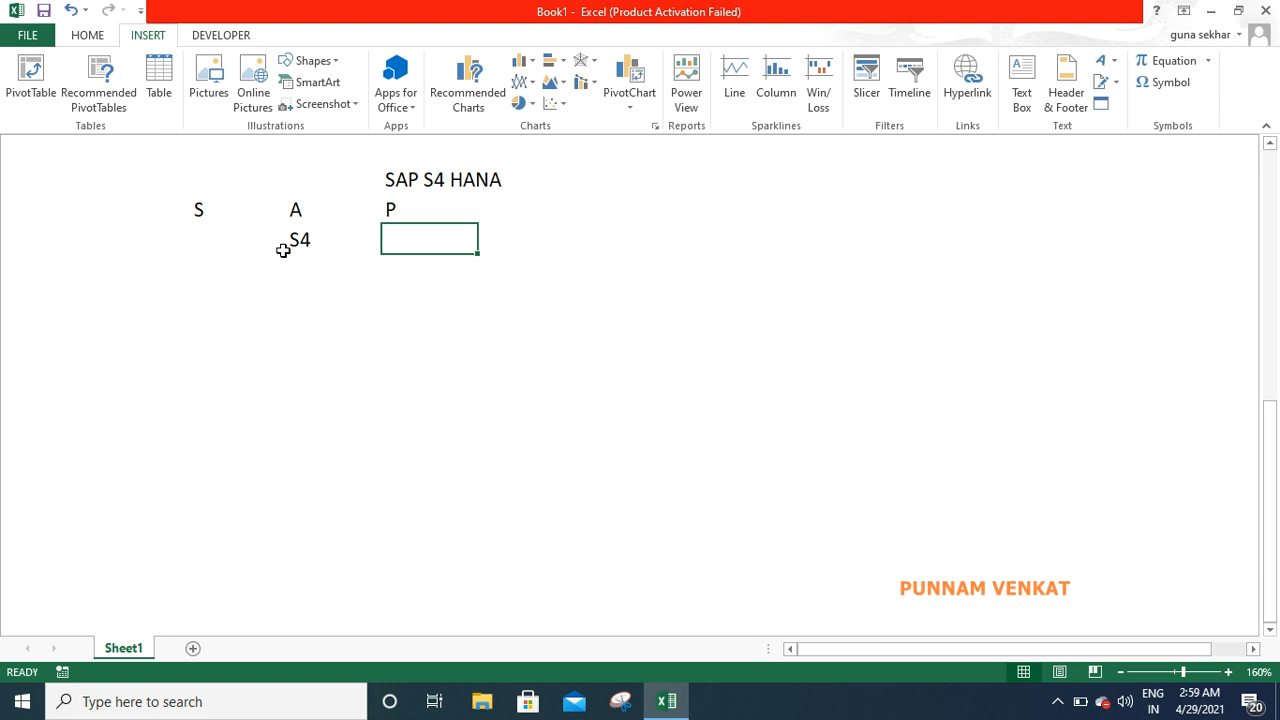 Book1 - Excel (Product Activation Failed)
?
FILE HOME INSERT DEVELOPER
guna sekhar
PivotTable
Recommended
PivotTables
Table
Tables
Pictures
Online
Pictures
Shapes
SmartArt
Screenshot
Illustrations
Apps for
Office
Apps
Recommended
Charts
PivotChart
Charts
Power
View
Reports
Line
Column
Win/
Loss
Sparklines
Slicer
Timeline
Filters
Hyperlink
Links
Text
Box
Header
& Footer
Text
Equation
Symbol
Symbols
SAP S4 HANA
S A P
S4
PUNNAM VENKAT
Sheet1
READY
160%
Type here to search
ENG
IN
2:59 AM
4/29/2021
20